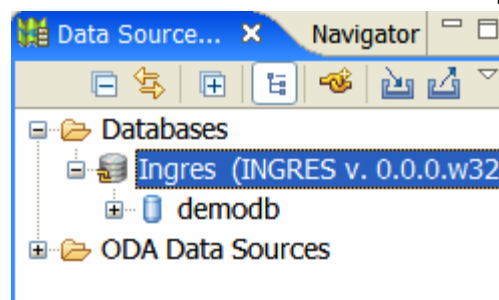 Data Source... Navigator
Databases
Ingres (INGRES v. 0.0.0.w32
demodb
ODA Data Sources